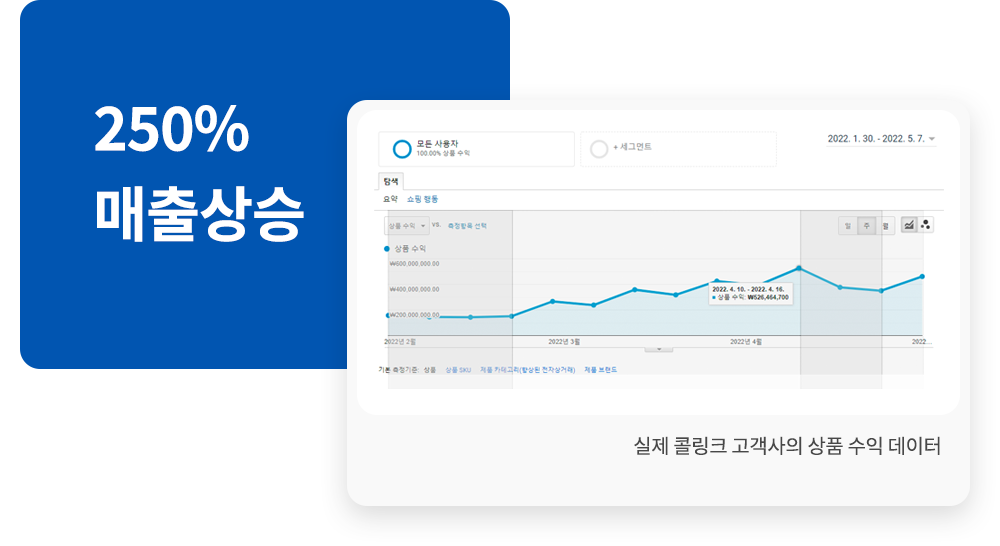 250%
매출상승
모든 사용자
100.00% 상품 수익
+ 세그먼트
2022. 1. 30. - 2022. 5. 7.
탐색
요약 쇼핑 행동
상품 수익 VS. 측정항목 선택
일 주 월
상품 수익
₩600,000,000.00
₩400,000,000.00
₩200,000,000.00
2022. 4. 10. - 2022. 4. 16.
상품 수익: ₩526,464,700
2022년 2월 2022년 3월 2022년 4월 2022...
기본 측정기준: 상품 상품 SKU 제품 카테고리(향상된 전자상거래) 제품 브랜드
실제 콜링크 고객사의 상품 수익 데이터